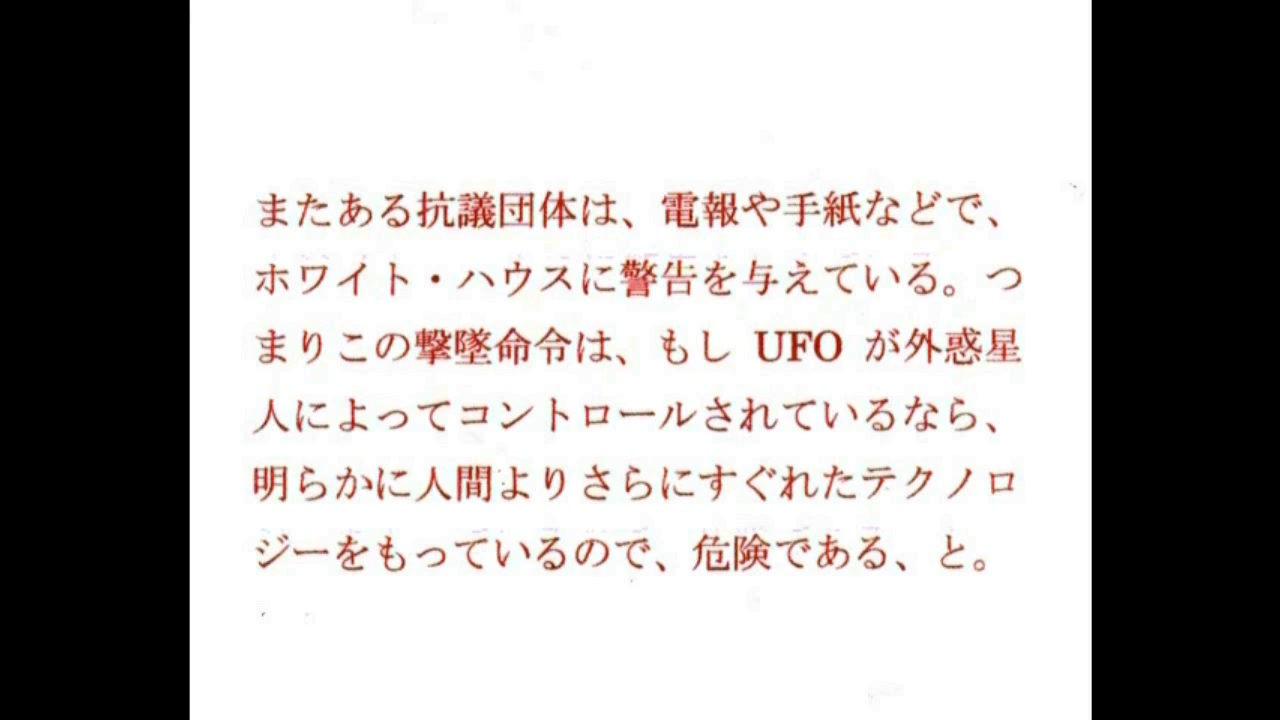 またある抗議団体は、電報や手紙などで、
ホワイト・ハウスに警告を与えている。つ
まりこの撃墜命令は、もし UFO が外惑星
人によってコントロールされているなら、
明らかに人間よりさらにすぐれたテクノロ
ジーをもっているので、危険である、と。